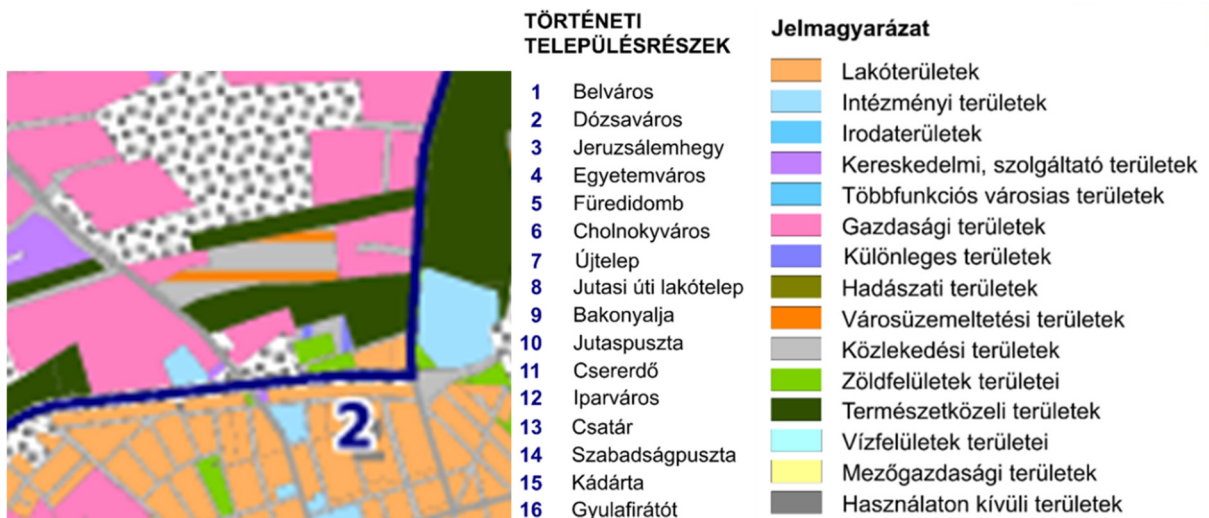 TÖRTÉNETI
TELEPÜLÉSRÉSZEK
1 Belváros
2 Dózsaváros
3 Jeruzsálemhegy
4 Egyetemváros
5 Füredidomb
6 Cholnokyváros
7 Újtelep
8 Jutasi úti lakótelep
9 Bakonyalja
10 Jutaspuszta
11 Csererdő
12 Iparváros
13 Csatár
14 Szabadságpuszta
15 Kádárta
16 Gyulafirátót
Jelmagyarázat
Lakóterületek
Intézményi területek
Irodaterületek
Kereskedelmi, szolgáltató területek
Többfunkciós városias területek
Gazdasági területek
Különleges területek
Hadászati területek
Városüzemeltetési területek
Közlekedési területek
Zöldfelületek területei
Természetközeli területek
Vízfelületek területei
Mezőgazdasági területek
Használaton kívüli területek
2